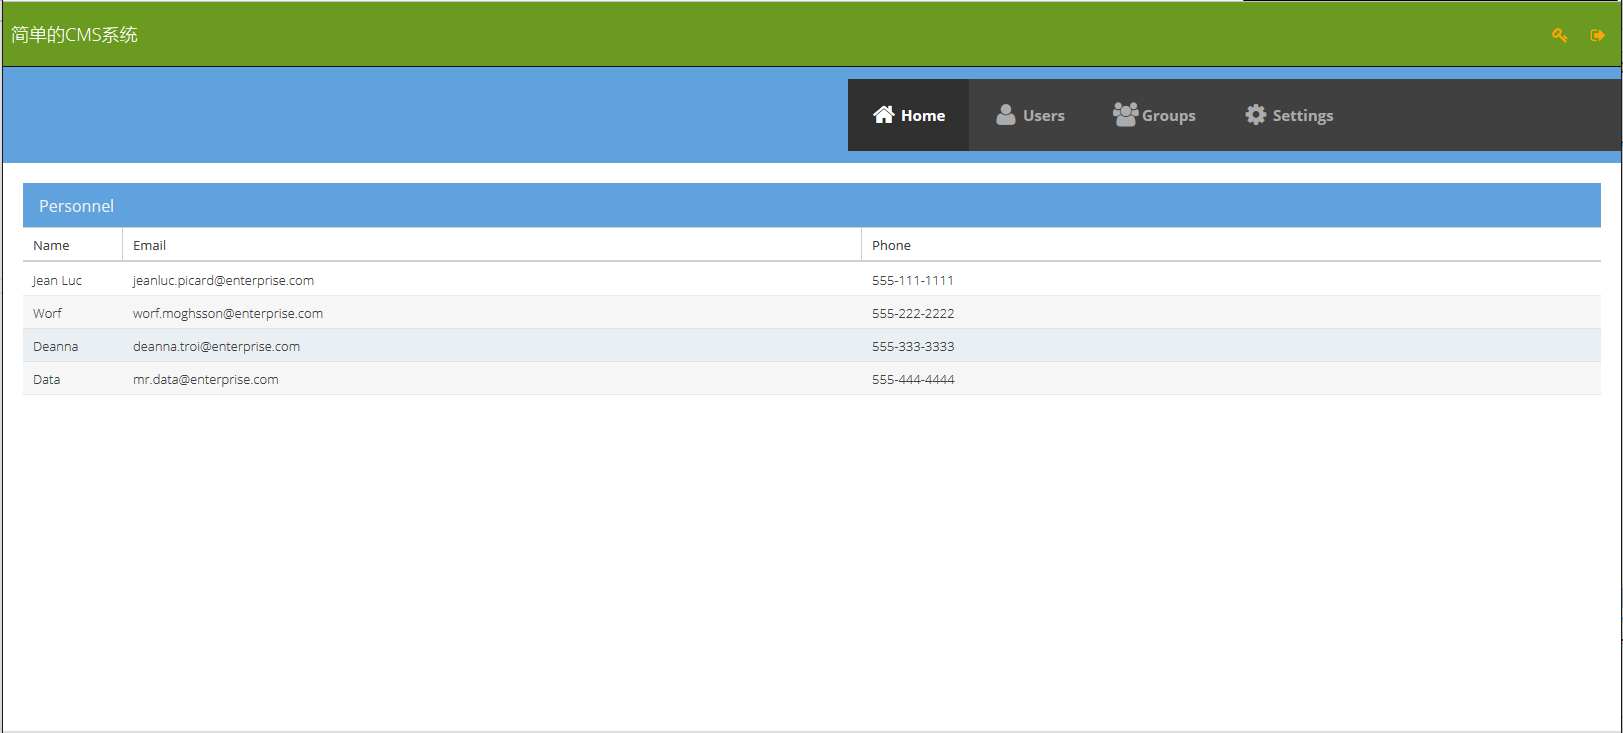 简单的CMS系统
Home Users Groups Settings
Personnel
Name Email Phone
Jean Luc jeanluc.picard@enterprise.com 555-111-1111
Worf worf.moghsson@enterprise.com 555-222-2222
Deanna deanna.troi@enterprise.com 555-333-3333
Data mr.data@enterprise.com 555-444-4444